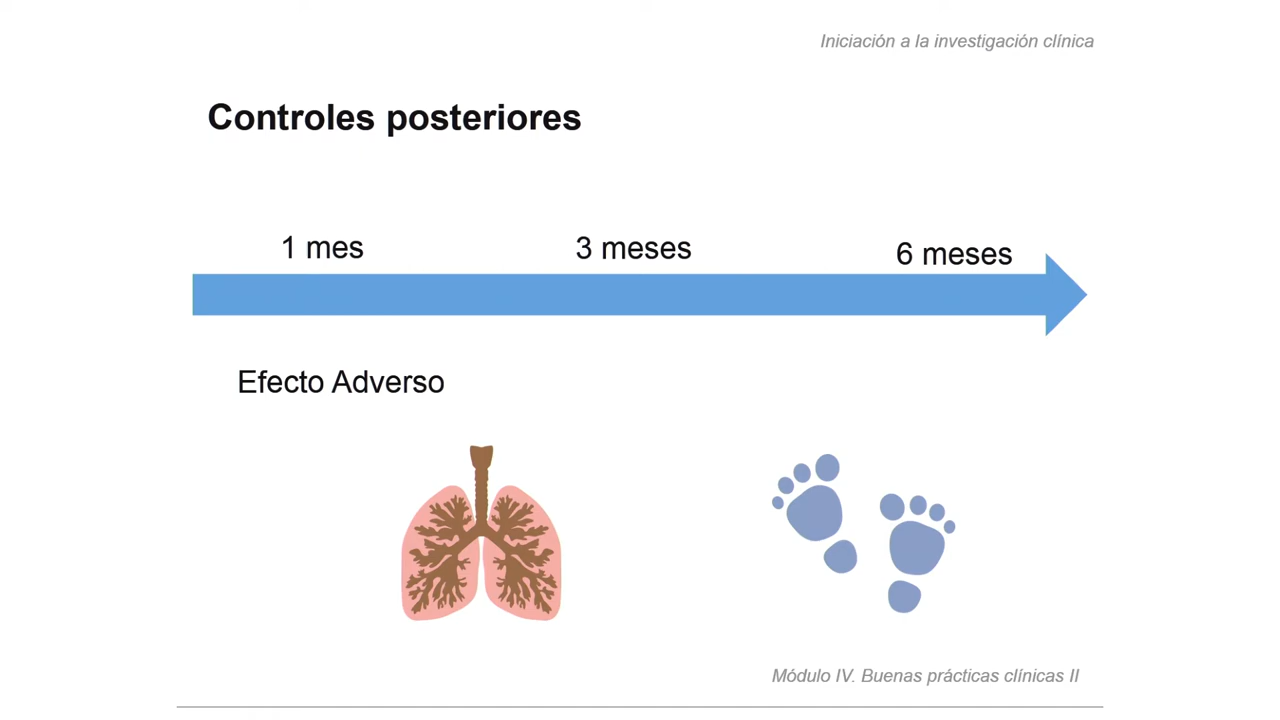 Iniciación a la investigación clínica
Controles posteriores
1 mes
3 meses
6 meses
Efecto Adverso
Módulo IV. Buenas prácticas clínicas II